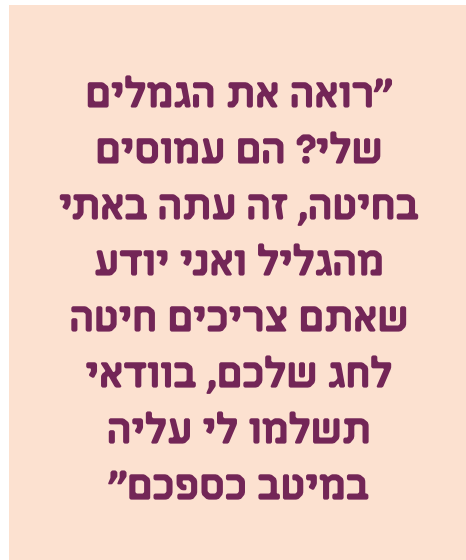 ”רואה את הגמלים
שלי? הם עמוסים
בחיטה, זה עתה באתי
מהגליל ואני יודע
שאתם צריכים חיטה
לחג שלכם, בוודאי
תשלמו לי עליה
במיטב כספכם”